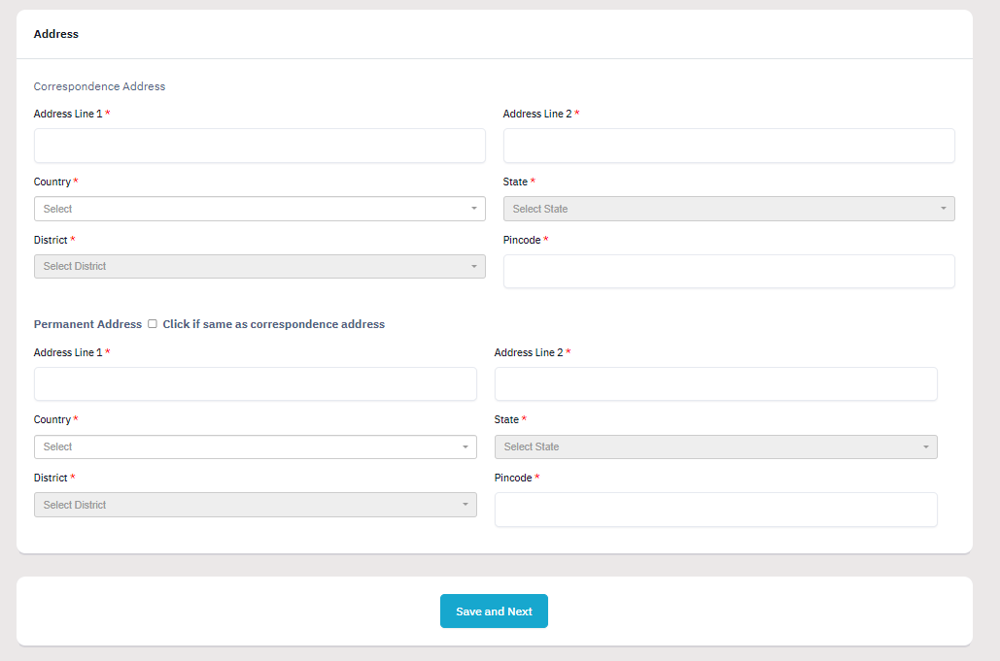 Address
Correspondence Address
Address Line 1 * Address Line 2 *
Country * State *
Select Select State
District * Pincode *
Select District
Permanent Address Click if same as correspondence address
Address Line 1 * Address Line 2 *
Country * State *
Select Select State
District * Pincode *
Select District
Save and Next